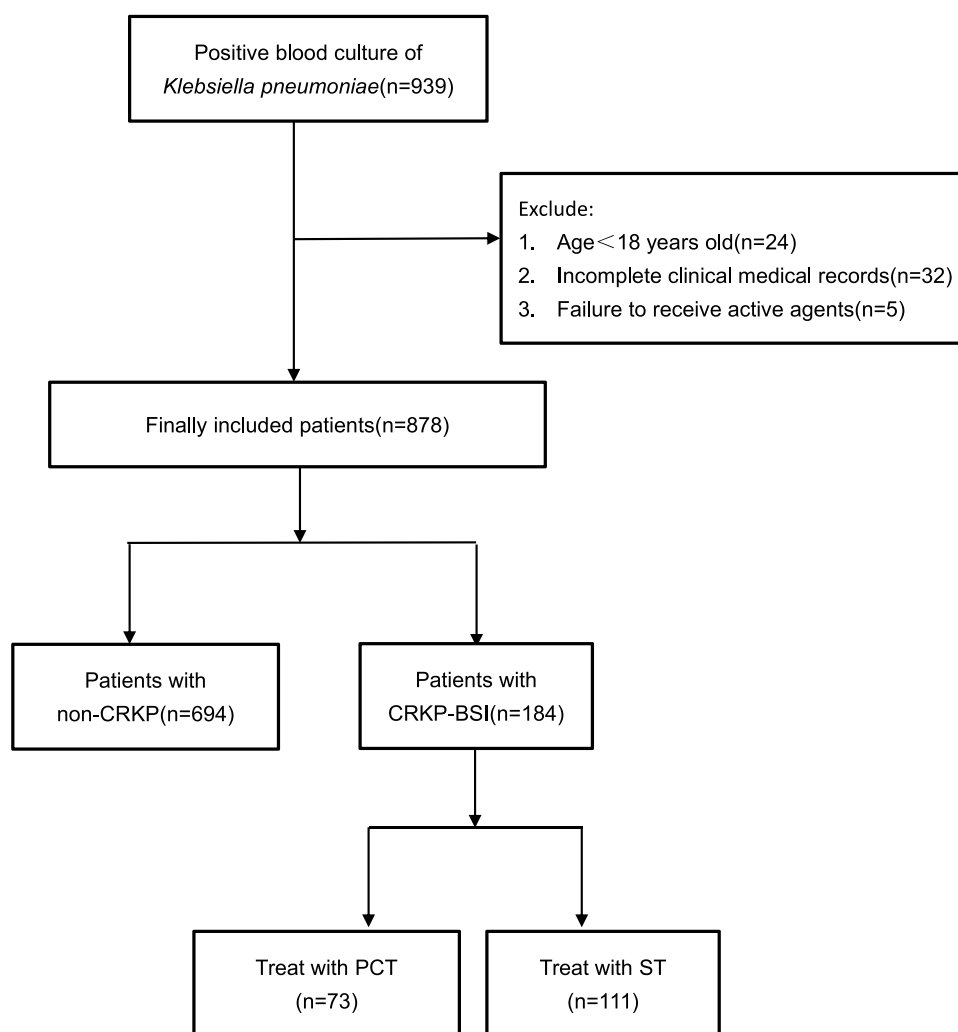 Positive blood culture of
Klebsiella pneumoniae(n=939)
Exclude:
1. Age＜18 years old(n=24)
2. Incomplete clinical medical records(n=32)
3. Failure to receive active agents(n=5)
Finally included patients(n=878)
Patients with
non-CRKP(n=694)
Patients with
CRKP-BSI(n=184)
Treat with PCT
(n=73)
Treat with ST
(n=111)